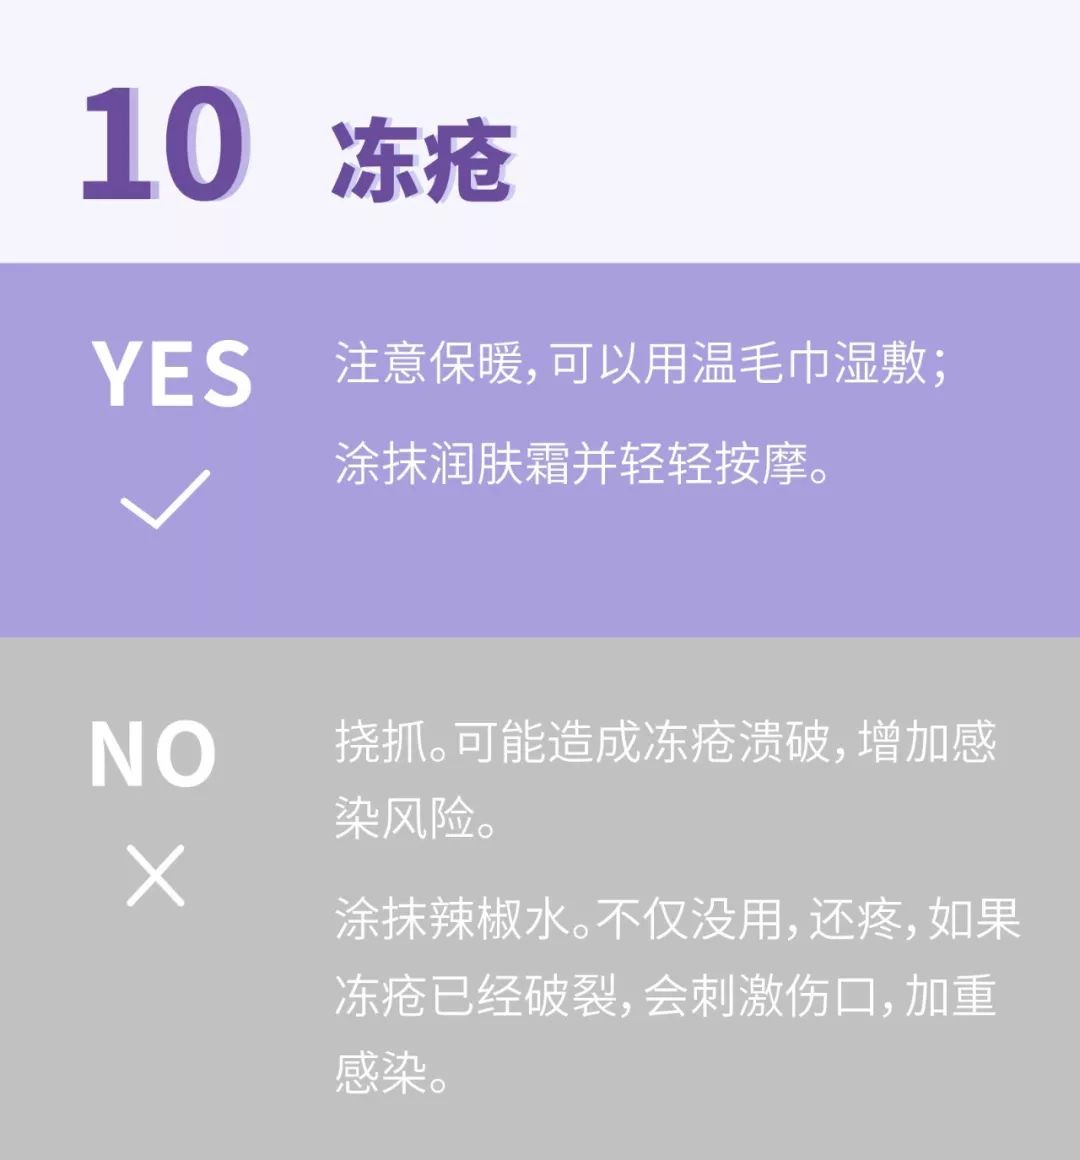 10 冻疮
YES
注意保暖，可以用温毛巾湿敷；
涂抹润肤霜并轻轻按摩。
NO
挠抓。可能造成冻疮溃破，增加感
染风险。
涂抹辣椒水。不仅没用，还疼，如果
冻疮已经破裂，会刺激伤口，加重
感染。